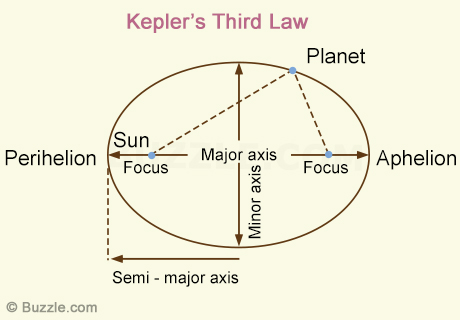 Kepler's Third Law
Planet
Sun
Perihelion
Focus
Major axis
Minor axis
Focus
Aphelion
Semi - major axis
© Buzzle.com